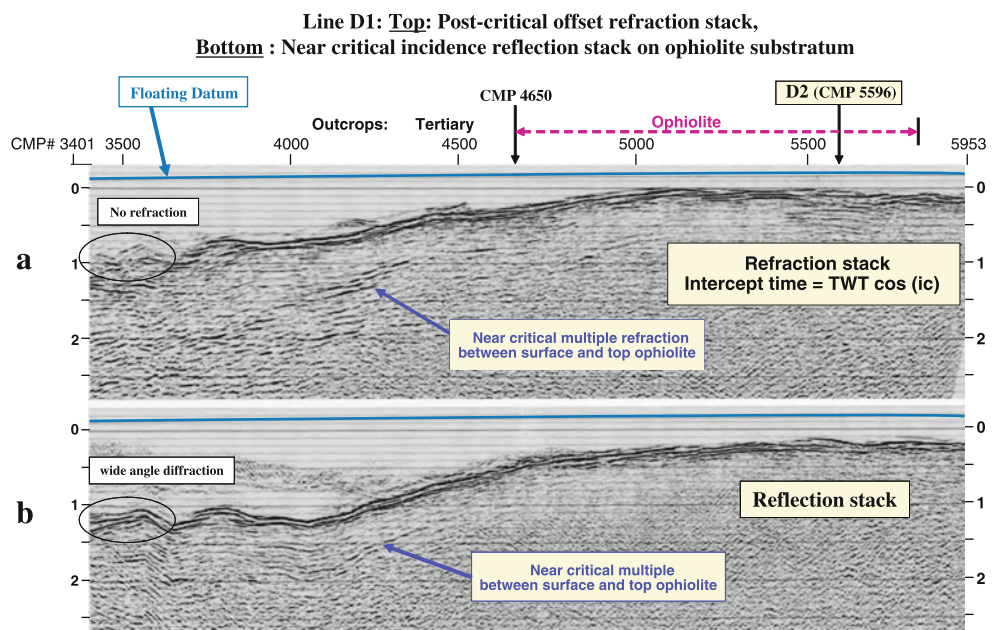 Line D1: Top: Post-critical offset refraction stack,
Bottom : Near critical incidence reflection stack on ophiolite substratum
Floating Datum
CMP 4650
D2 (CMP 5596)
Outcrops: Tertiary
Ophiolite
CMP# 3401 3500 4000 4500 5000 5500 5953
0 0
No refraction
a
1 1
Refraction stack
Intercept time = TWT cos (ic)
Near critical multiple refraction
between surface and top ophiolite
2 2
0 0
wide angle diffraction
b
1 1
Reflection stack
Near critical multiple
between surface and top ophiolite
2 2